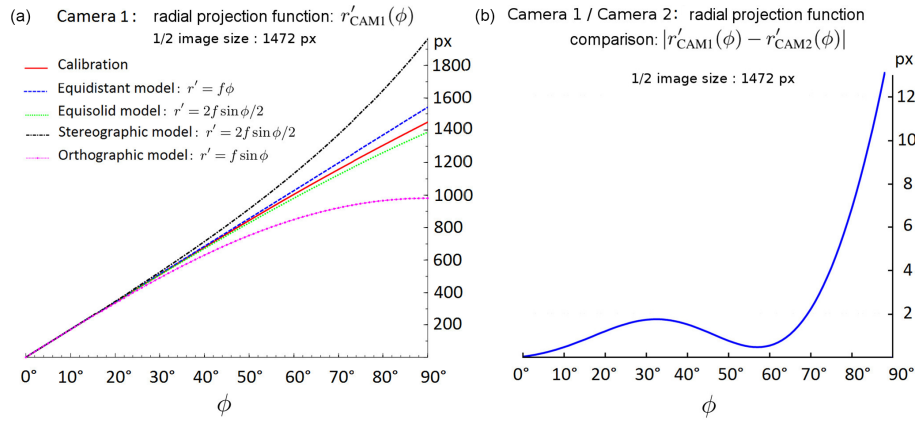 (a) Camera 1: radial projection function: r′CAM1(ϕ)
1/2 image size : 1472 px
px
Calibration
Equidistant model: r′ = fϕ
Equisolid model: r′ = 2f sin ϕ/2
Stereographic model: r′ = 2f sin ϕ/2
Orthographic model: r′ = f sin ϕ
1800
1600
1400
1200
1000
800
600
400
200
0° 10° 20° 30° 40° 50° 60° 70° 80° 90°
ϕ
(b) Camera 1 / Camera 2: radial projection function
comparison: |r′CAM1(ϕ) − r′CAM2(ϕ)|
px
1/2 image size : 1472 px
12
10
8
6
4
2
0° 10° 20° 30° 40° 50° 60° 70° 80° 90°
ϕ